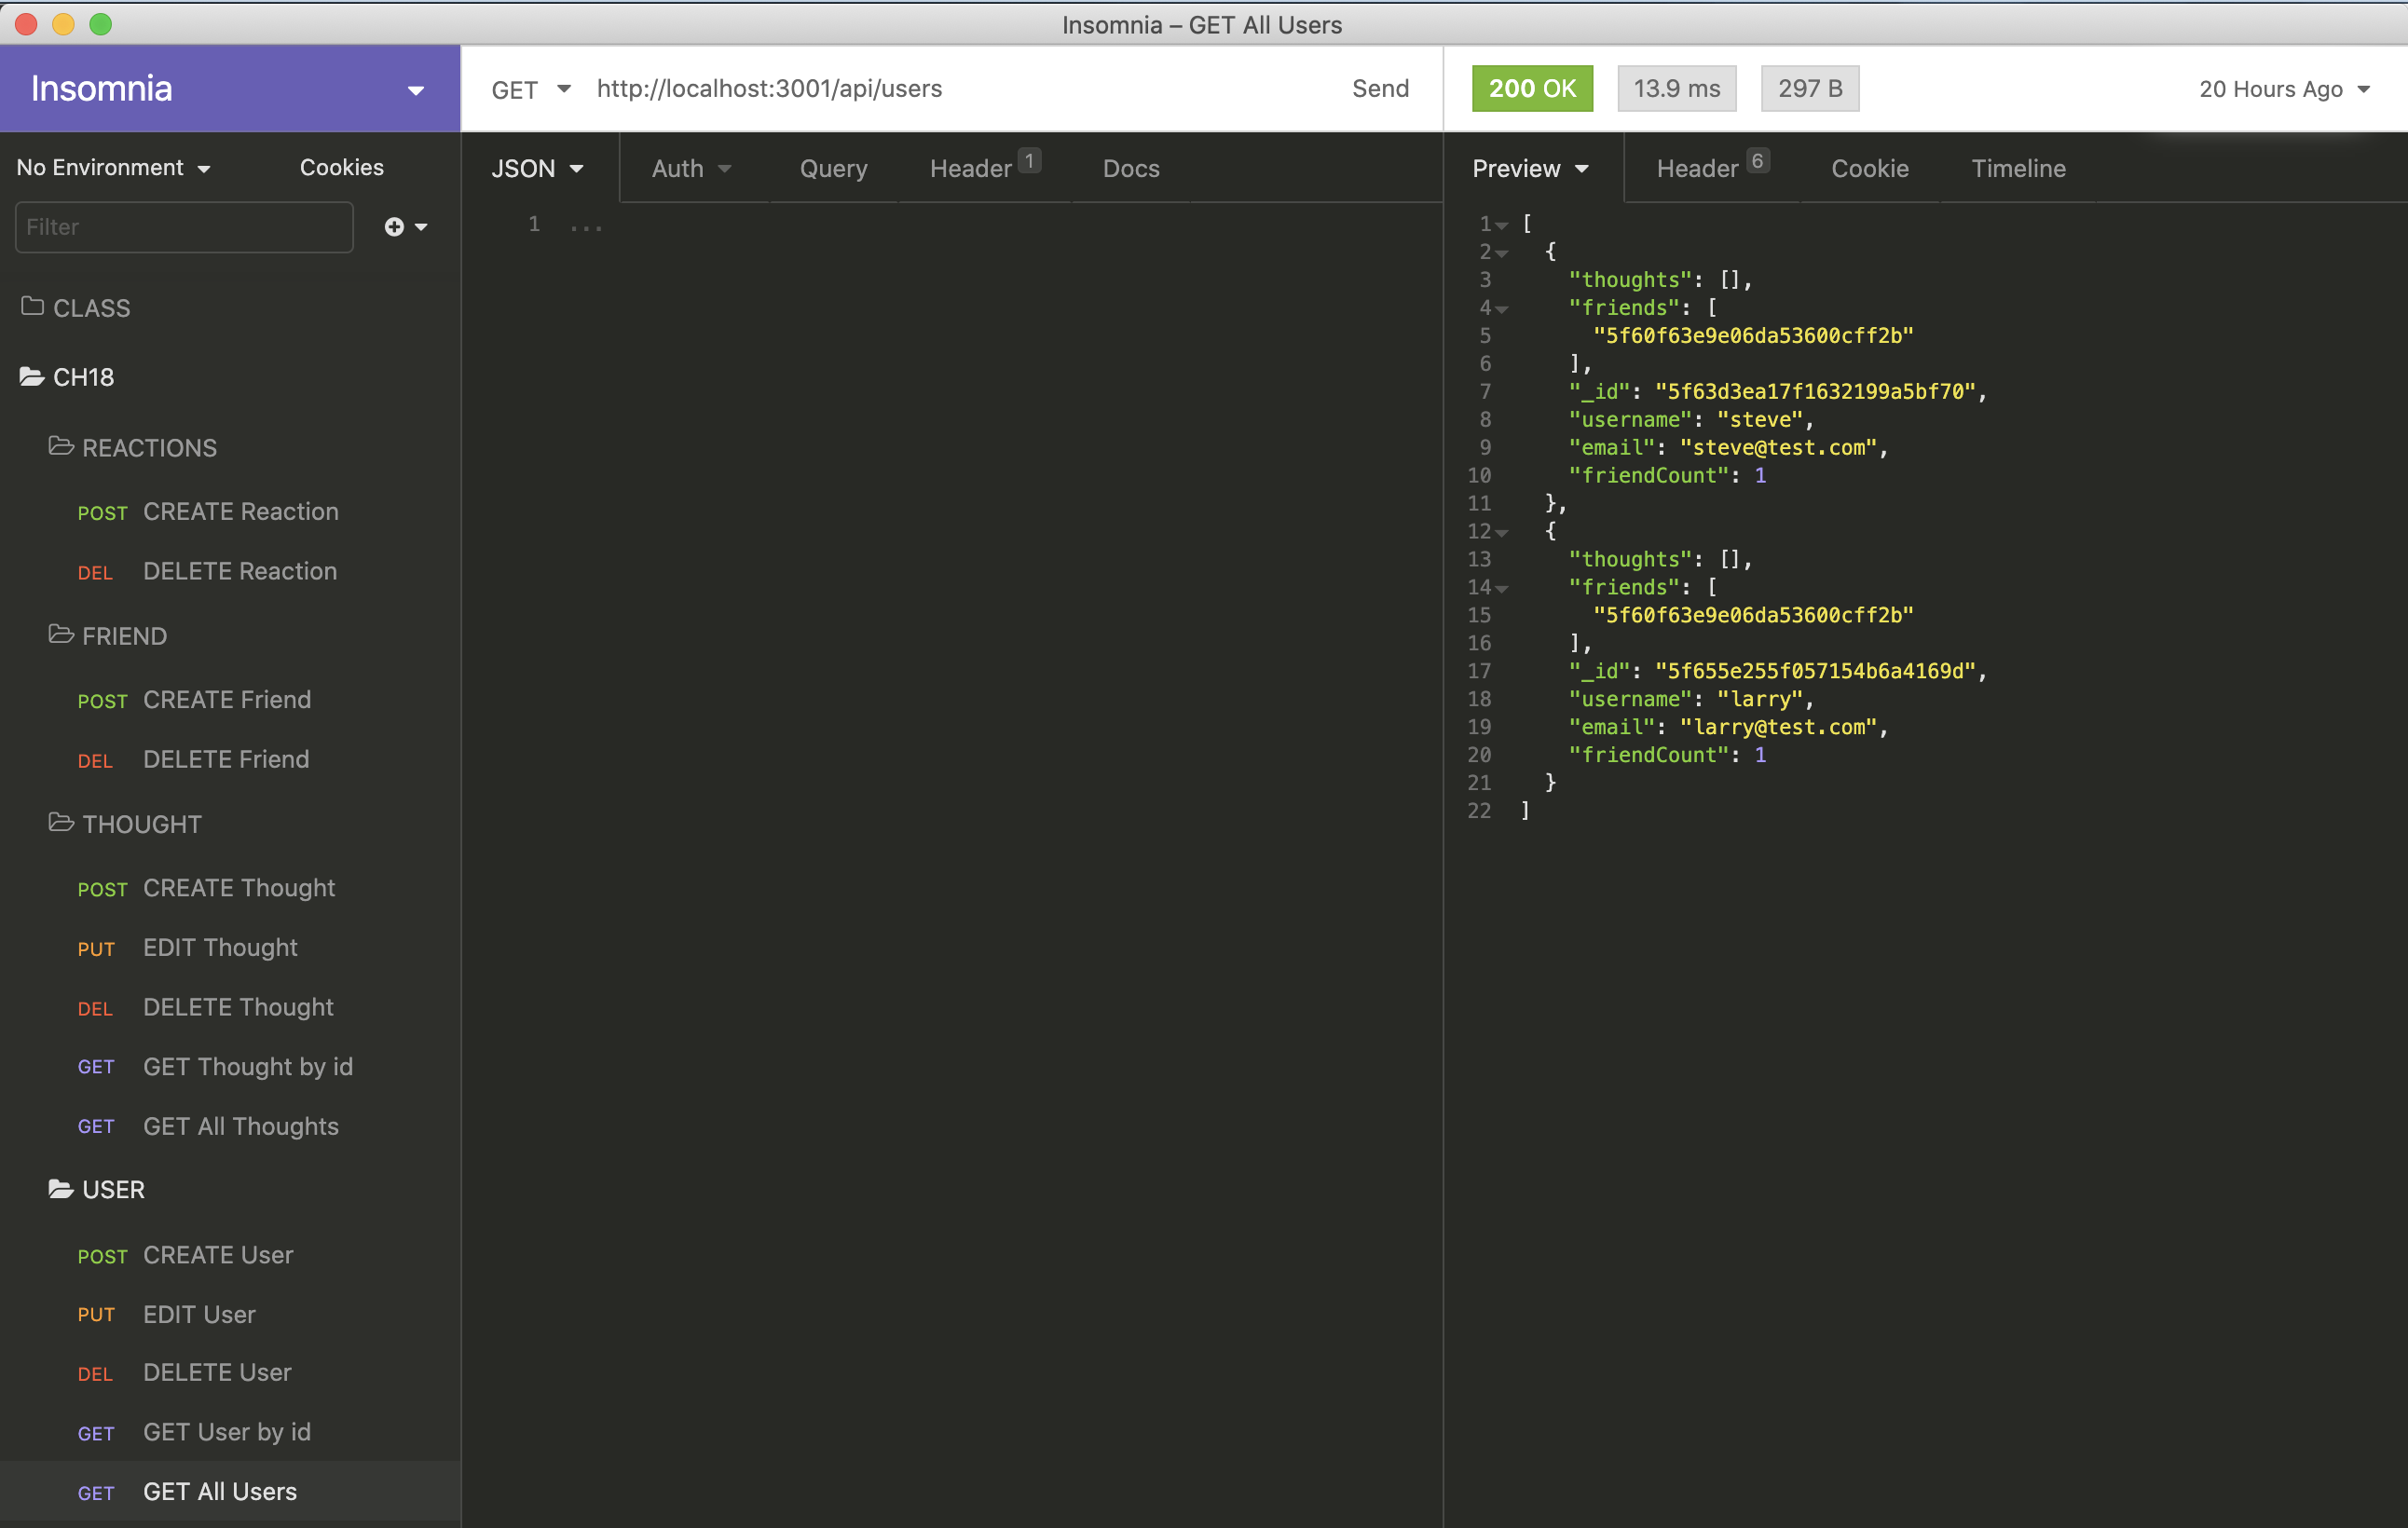 Insomnia – GET All Users
Insomnia
GET http://localhost:3001/api/users Send
200 OK 13.9 ms 297 B 20 Hours Ago
No Environment Cookies
Filter
CLASS
CH18
REACTIONS
POST CREATE Reaction
DEL DELETE Reaction
FRIEND
POST CREATE Friend
DEL DELETE Friend
THOUGHT
POST CREATE Thought
PUT EDIT Thought
DEL DELETE Thought
GET GET Thought by id
GET GET All Thoughts
USER
POST CREATE User
PUT EDIT User
DEL DELETE User
GET GET User by id
GET GET All Users
JSON Auth Query Header 1 Docs
1 ...
Preview Header 6 Cookie Timeline
1 [
2 {
3 "thoughts": [],
4 "friends": [
5 "5f60f63e9e06da53600cff2b"
6 ],
7 "_id": "5f63d3ea17f1632199a5bf70",
8 "username": "steve",
9 "email": "steve@test.com",
10 "friendCount": 1
11 },
12 {
13 "thoughts": [],
14 "friends": [
15 "5f60f63e9e06da53600cff2b"
16 ],
17 "_id": "5f655e255f057154b6a4169d",
18 "username": "larry",
19 "email": "larry@test.com",
20 "friendCount": 1
21 }
22 ]